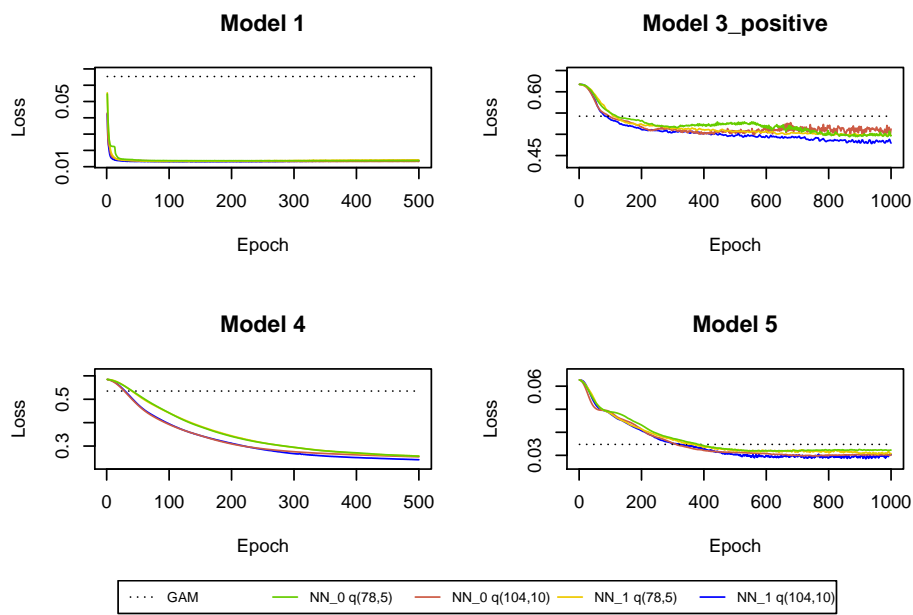 Model 1
Loss
0.01 0.05
0 100 200 300 400 500
Epoch
Model 3_positive
Loss
0.45 0.60
0 200 400 600 800 1000
Epoch
Model 4
Loss
0.3 0.5
0 100 200 300 400 500
Epoch
Model 5
Loss
0.03 0.06
0 200 400 600 800 1000
Epoch
GAM NN_0 q(78,5) NN_0 q(104,10) NN_1 q(78,5) NN_1 q(104,10)